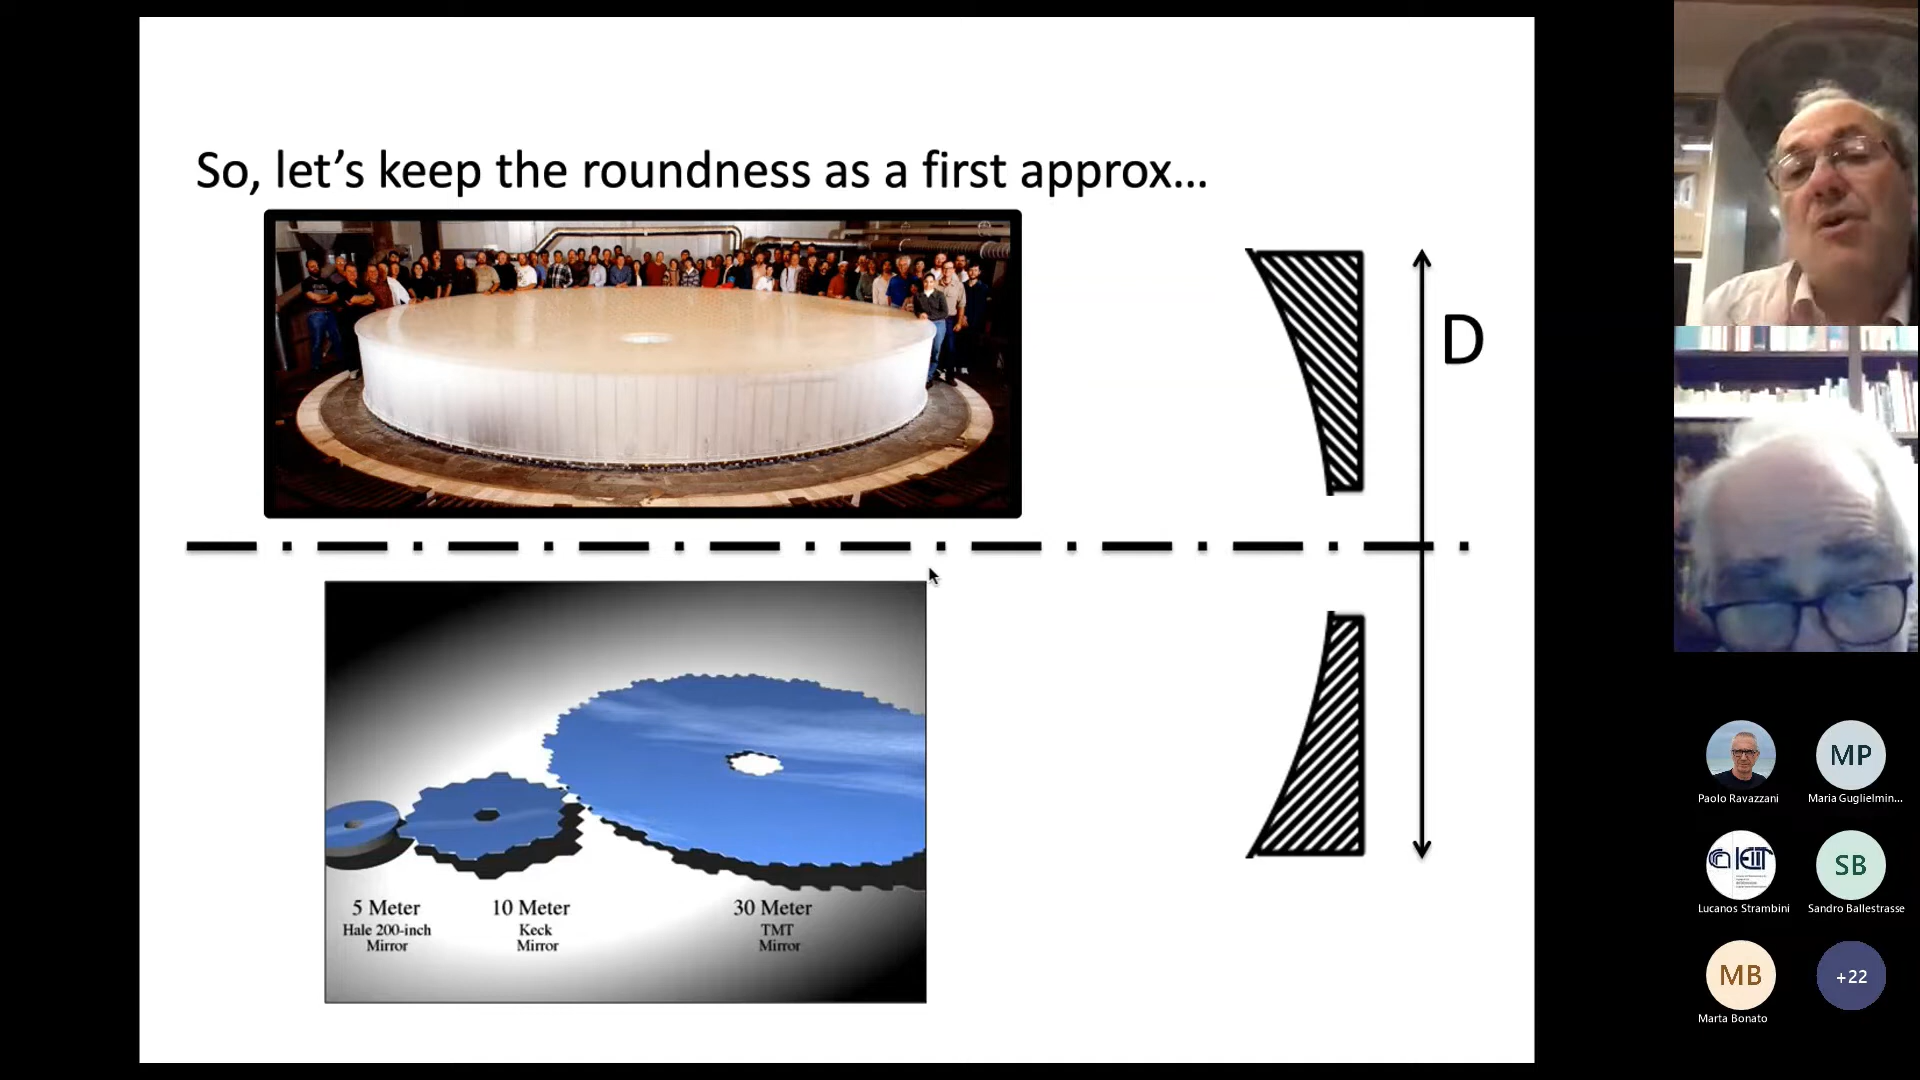 So, let’s keep the roundness as a first approx...
D
5 Meter
Hale 200-inch
Mirror
10 Meter
Keck
Mirror
30 Meter
TMT
Mirror
MP
Paolo Ravazzani
Maria Guglielmin...
SB
Lucanos Strambini
Sandro Ballestrasse
MB
+22
Marta Bonato